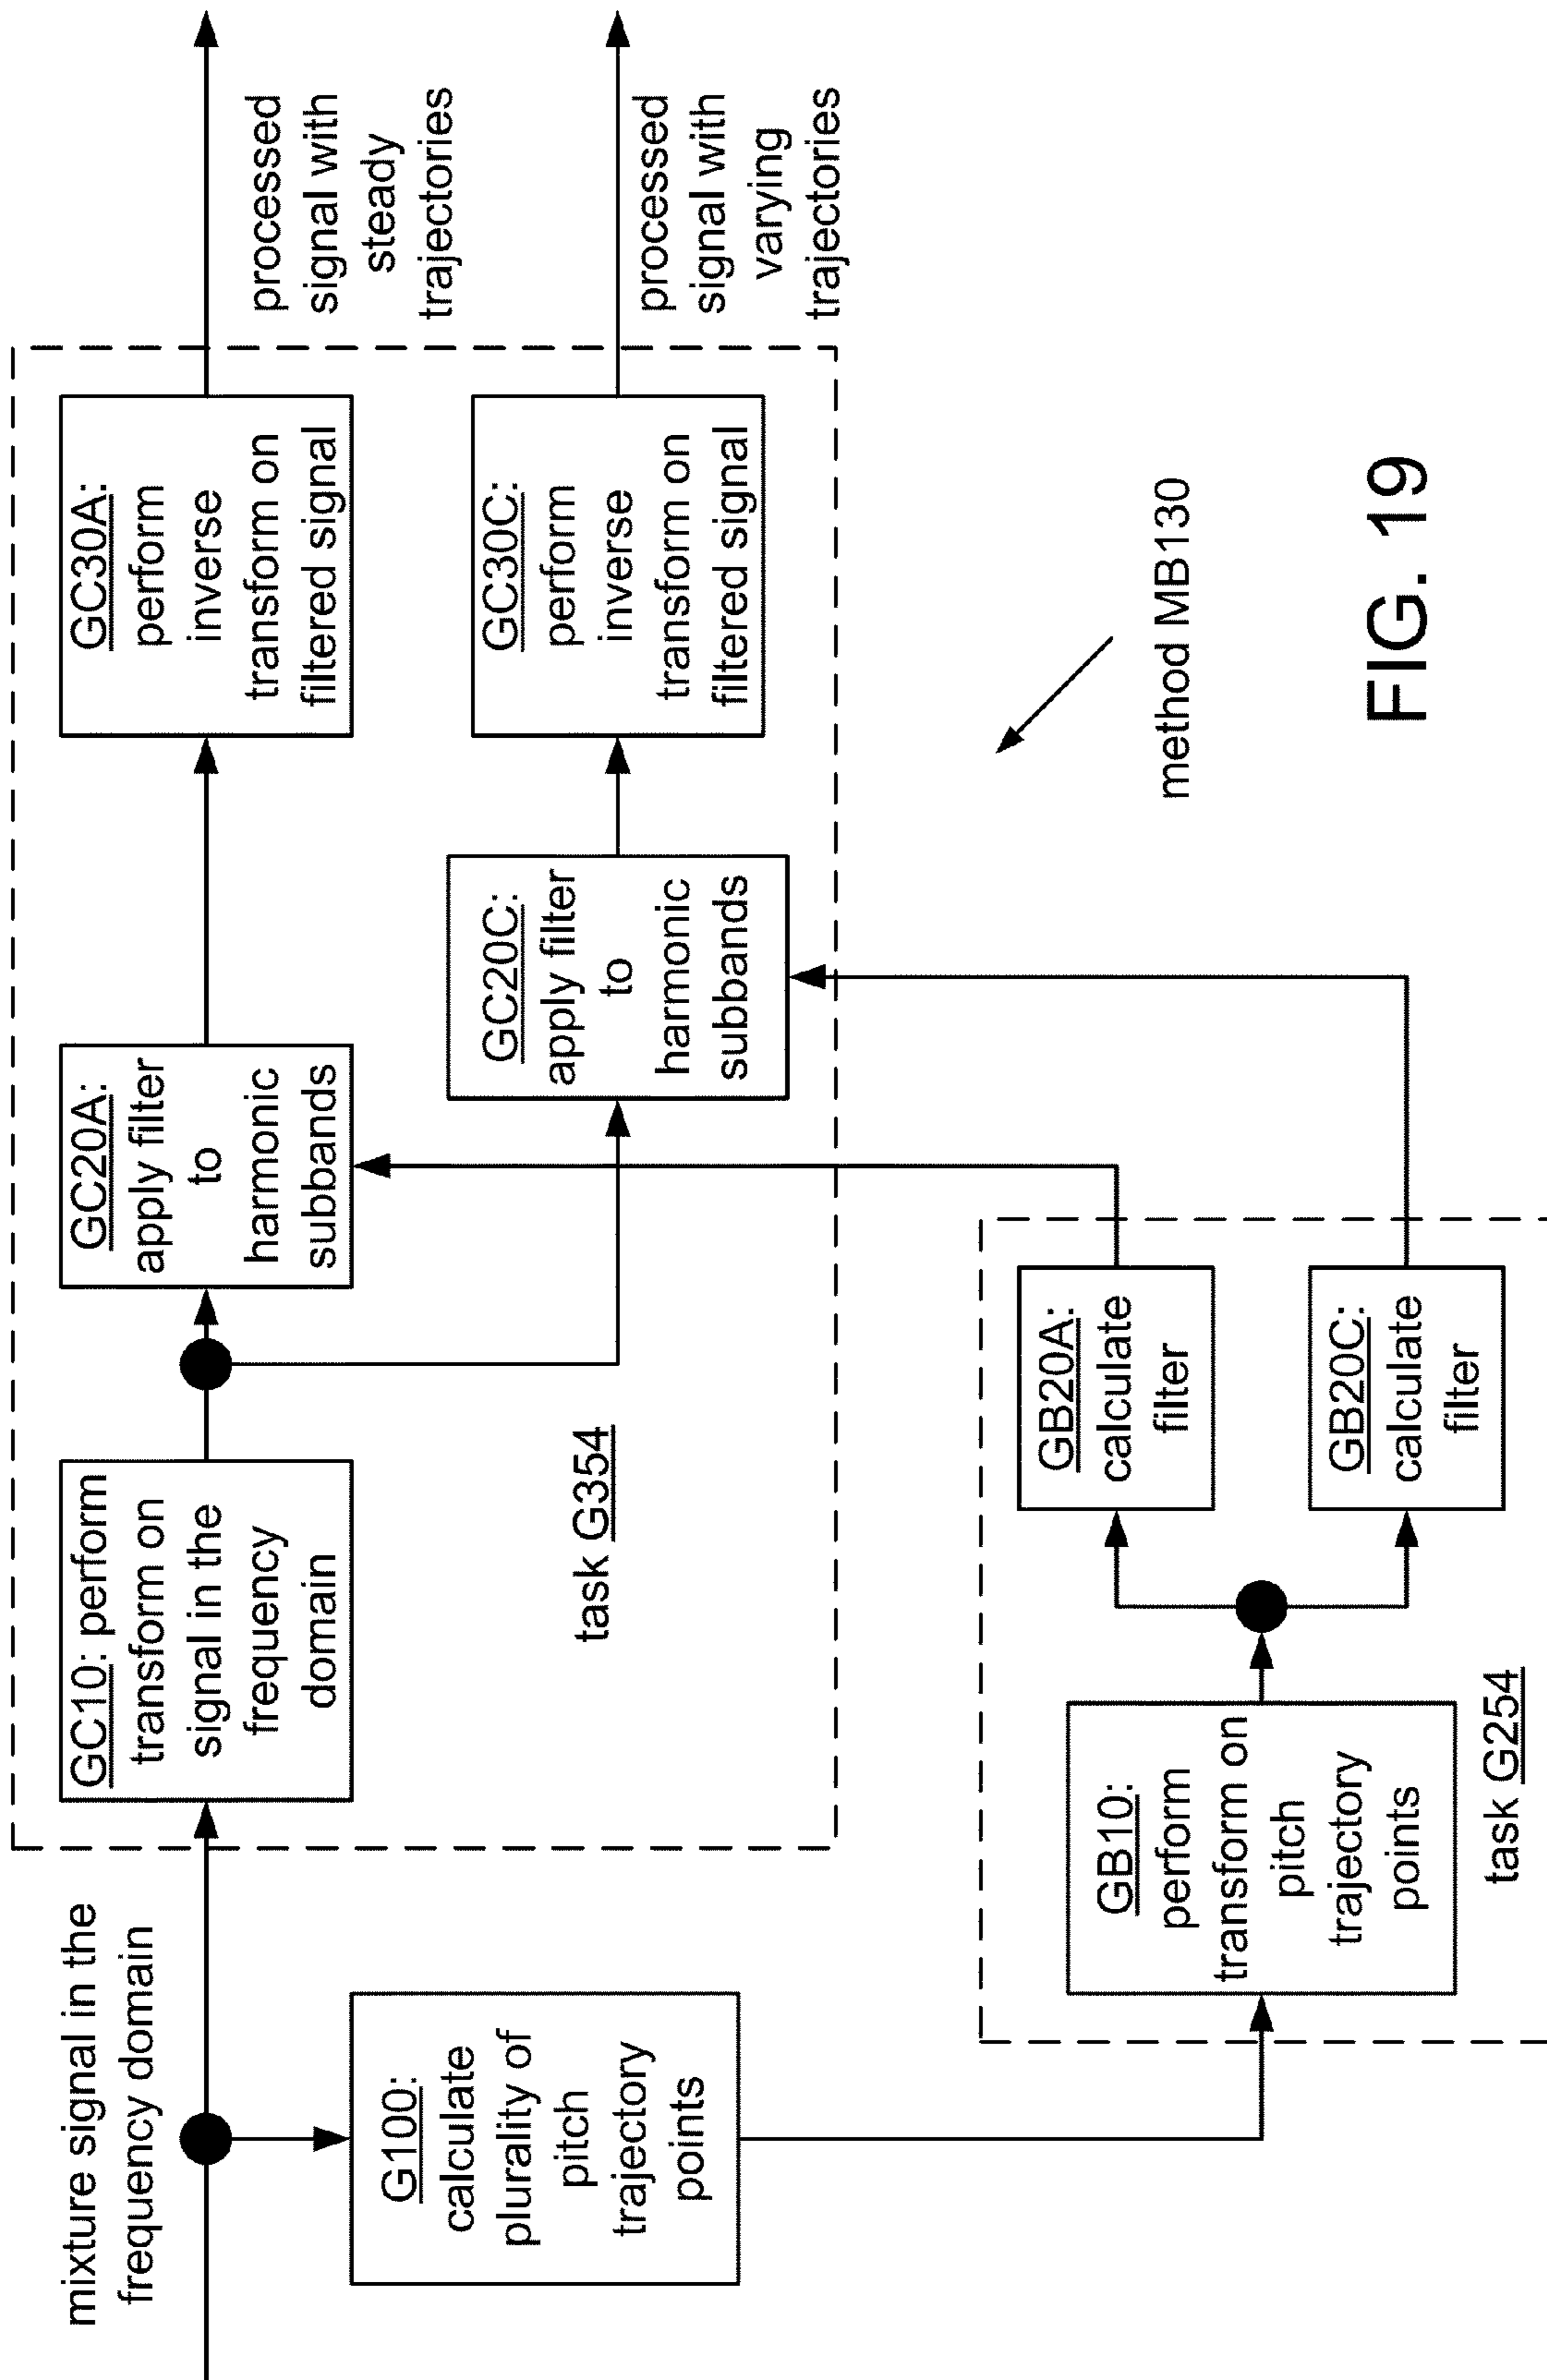 mixture signal in the
frequency domain
GC10: perform
transform on
signal in the
frequency
domain
GC20A:
apply filter
to
harmonic
subbands
GC30A:
perform
inverse
transform on
filtered signal
processed
signal with
steady
trajectories
G100:
calculate
plurality of
pitch
trajectory
points
task G354
GC20C:
apply filter
to
harmonic
subbands
GC30C:
perform
inverse
transform on
filtered signal
processed
signal with
varying
trajectories
GB10:
perform
transform on
pitch
trajectory
points
GB20A:
calculate
filter
GB20C:
calculate
filter
task G254
method MB130
FIG. 19